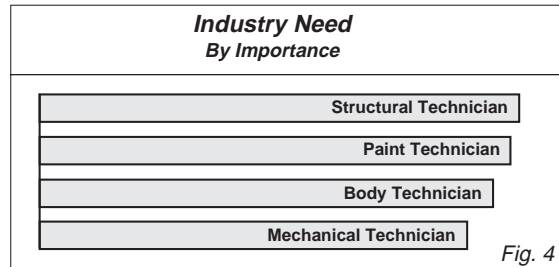 Industry Need
By Importance
Structural Technician
Paint Technician
Body Technician
Mechanical Technician
Fig. 4